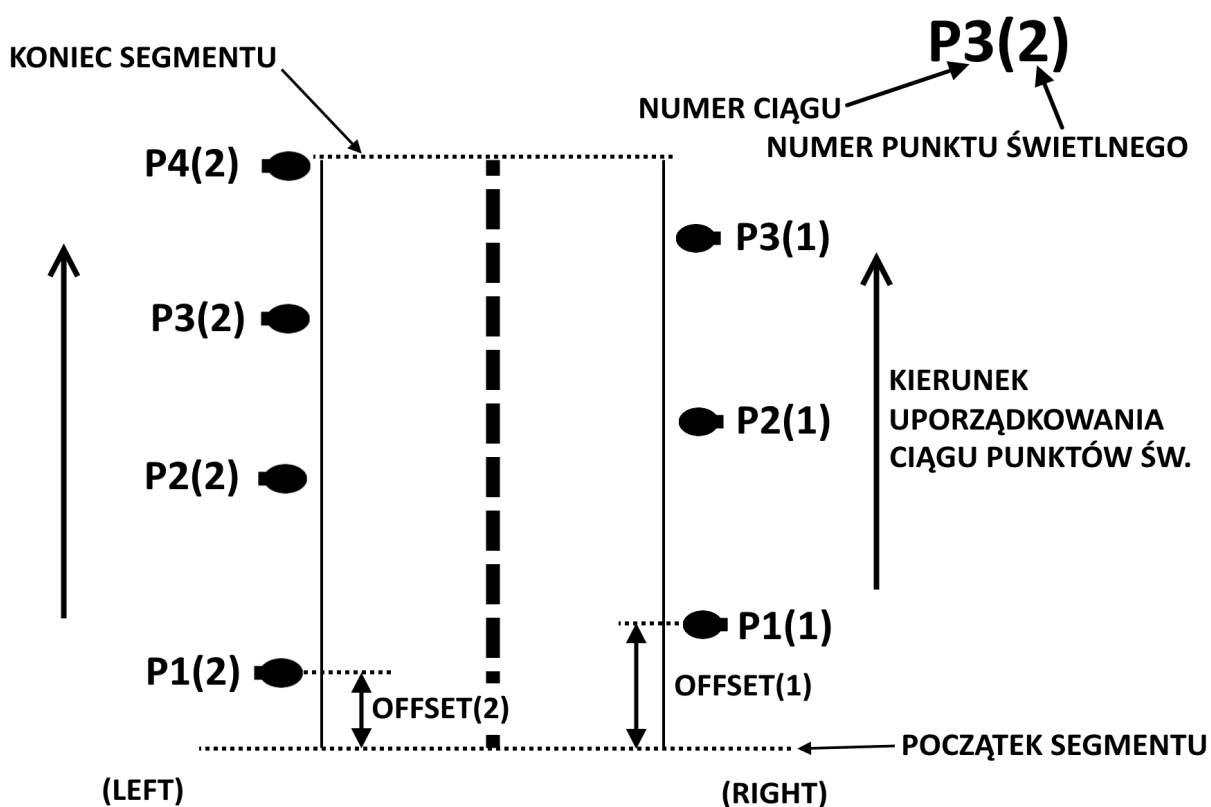 P3(2)
KONIEC SEGMENTU
NUMER CIĄGU
NUMER PUNKTU ŚWIETLNEGO
P4(2)
P3(1)
P3(2)
KIERUNEK
UPORZĄDKOWANIA
CIĄGU PUNKTÓW ŚW.
P2(1)
P2(2)
P1(1)
P1(2)
OFFSET(1)
OFFSET(2)
POCZĄTEK SEGMENTU
(LEFT)
(RIGHT)